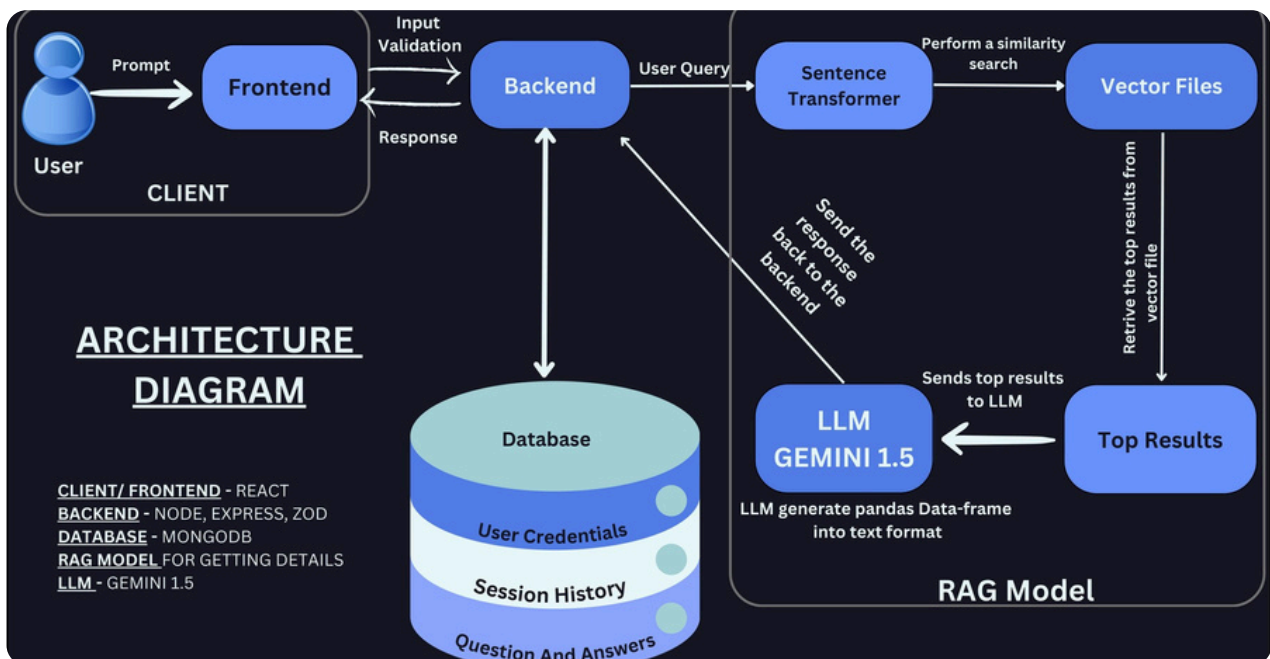 Prompt
User
CLIENT
Frontend
Input
Validation
Response
Backend
User Query
Sentence
Transformer
Perform a similarity
search
Vector Files
Retrive the top results from
vector file
Top Results
Sends top results
to LLM
LLM
GEMINI 1.5
LLM generate pandas Data-frame
into text format
Send the
response
back to the
backend
RAG Model
ARCHITECTURE
DIAGRAM
CLIENT/ FRONTEND - REACT
BACKEND - NODE, EXPRESS, ZOD
DATABASE - MONGODB
RAG MODEL FOR GETTING DETAILS
LLM - GEMINI 1.5
Database
User Credentials
Session History
Question And Answers